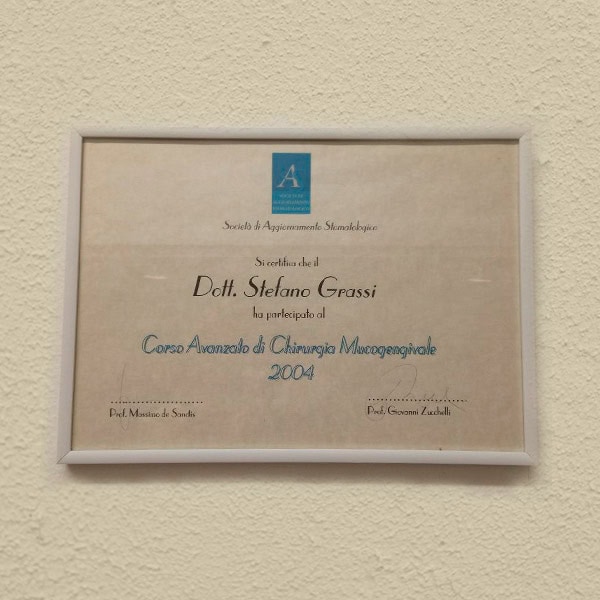 A
Società di Aggiornamento Stomatologico
Si certifica che il
Dott. Stefano Grassi
ha partecipato al
Corso Avanzato di Chirurgia Mucogengivale
2004
Prof. Massimo de Sanctis
Prof. Giovanni Zucchelli